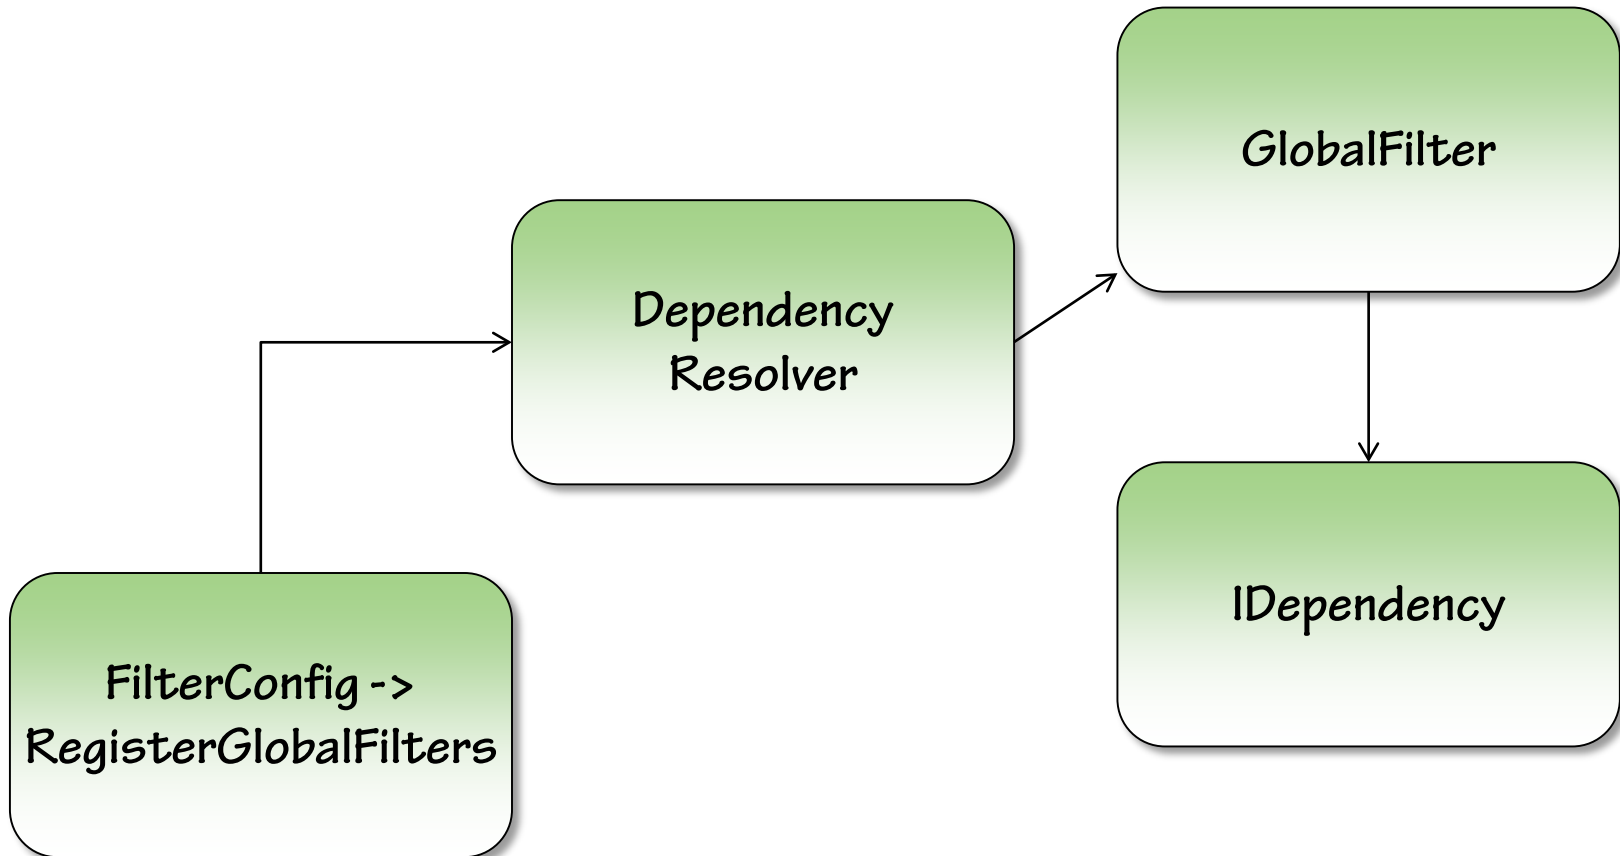 GlobalFilter
Dependency
Resolver
IDependency
FilterConfig ->
RegisterGlobalFilters